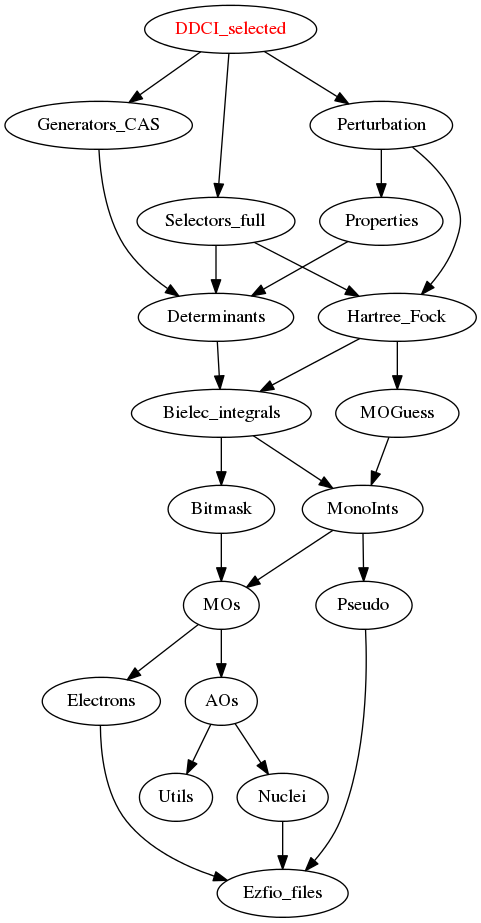 DDCI_selected
Generators_CAS
Perturbation
Selectors_full
Properties
Determinants
Hartree_Fock
Bielec_integrals
MOGuess
Bitmask
MonoInts
MOs
Pseudo
Electrons
AOs
Utils
Nuclei
Ezfio_files